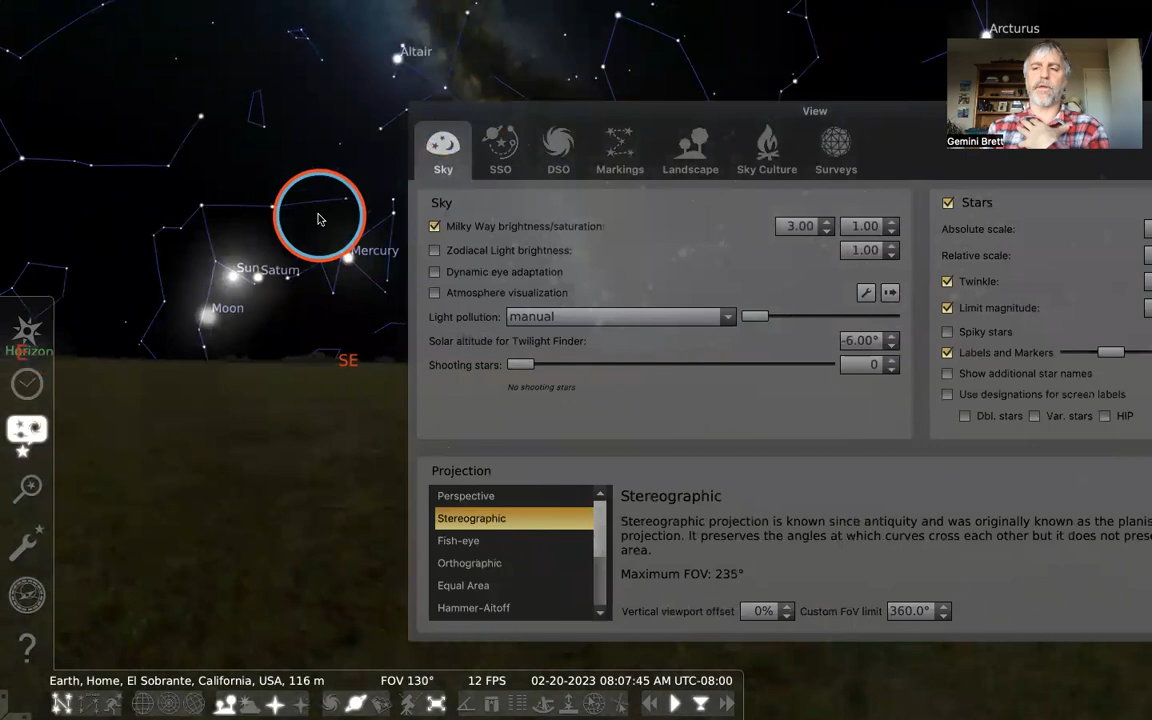 Altair
Arcturus
View
Gemini Brett
Sky
SSO
DSO
Markings
Landscape
Sky Culture
Surveys
Sky
Stars
Milky Way brightness/saturation:
3.00
1.00
Absolute scale:
Zodiacal Light brightness:
1.00
Relative scale:
Mercury
Sun
Saturn
Dynamic eye adaptation
Twinkle:
Atmosphere visualization
Limit magnitude:
Moon
Light pollution:
manual
Spiky stars
Solar altitude for Twilight Finder:
-6.00°
Horizon
E
SE
Labels and Markers
Shooting stars:
0
Show additional star names
No shooting stars
Use designations for screen labels
Dbl. stars
Var. stars
HIP
Projection
Perspective
Stereographic
Fish-eye
Orthographic
Equal Area
Hammer-Aitoff
Stereographic
Stereographic projection is known since antiquity and was originally known as the planis
projection. It preserves the angles at which curves cross each other but it does not pres
area.
Maximum FOV: 235°
Vertical viewport offset
0%
Custom FoV limit
360.0°
?
Earth, Home, El Sobrante, California, USA, 116 m
FOV 130°
12 FPS
02-20-2023 08:07:45 AM UTC-08:00